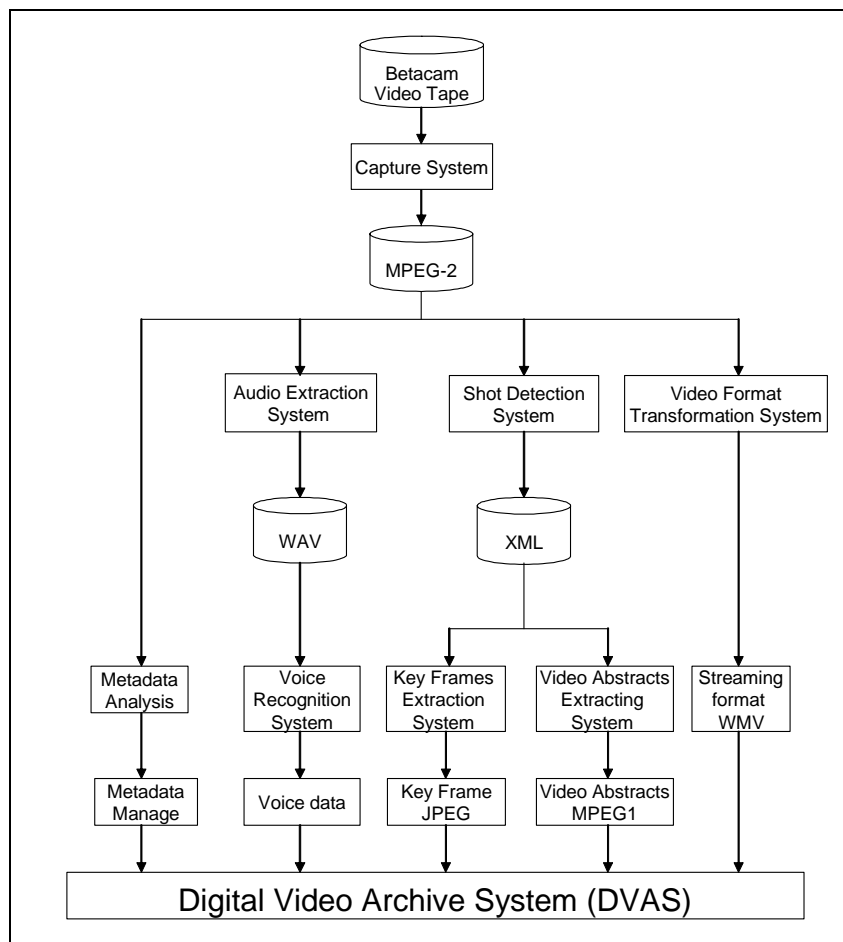 Betacam
Video Tape
Capture System
MPEG-2
Audio Extraction
System
Shot Detection
System
Video Format
Transformation System
WAV
XML
Metadata
Analysis
Voice
Recognition
System
Key Frames
Extraction
System
Video Abstracts
Extracting
System
Streaming
format
WMV
Metadata
Manage
Voice data
Key Frame
JPEG
Video Abstracts
MPEG1
Digital Video Archive System (DVAS)